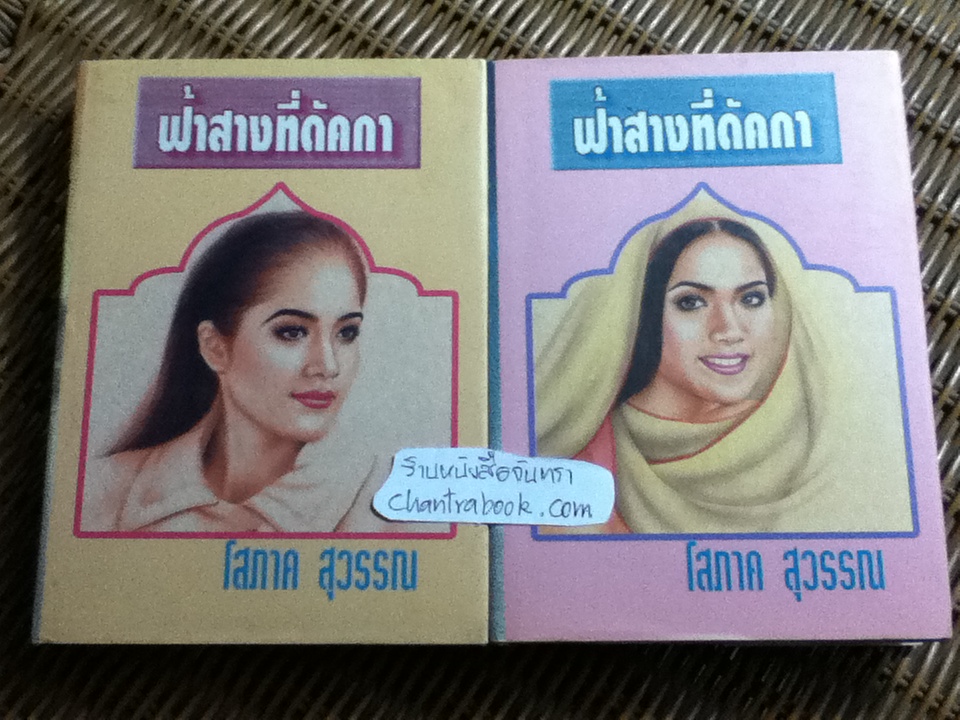 ฟ้าสางที่ดัคกา
โสภาค สุวรรณ
ฟ้าสางที่ดัคกา
โสภาค สุวรรณ
ร้านหนังสือจันทรา
chantrabook.com